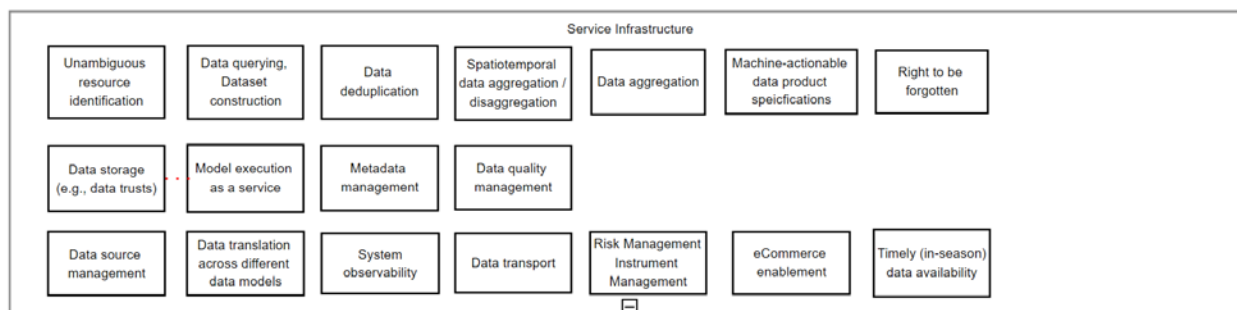 Service Infrastructure
Unambiguous
resource
identification
Data querying,
Dataset
construction
Data
deduplication
Spatiotemporal
data aggregation /
disaggregation
Data aggregation
Machine-actionable
data product
speicfications
Right to be
forgotten
Data storage
(e.g., data trusts)
Model execution
as a service
Metadata
management
Data quality
management
Data source
management
Data translation
across different
data models
System
observability
Data transport
Risk Management
Instrument
Management
eCommerce
enablement
Timely (in-season)
data availability